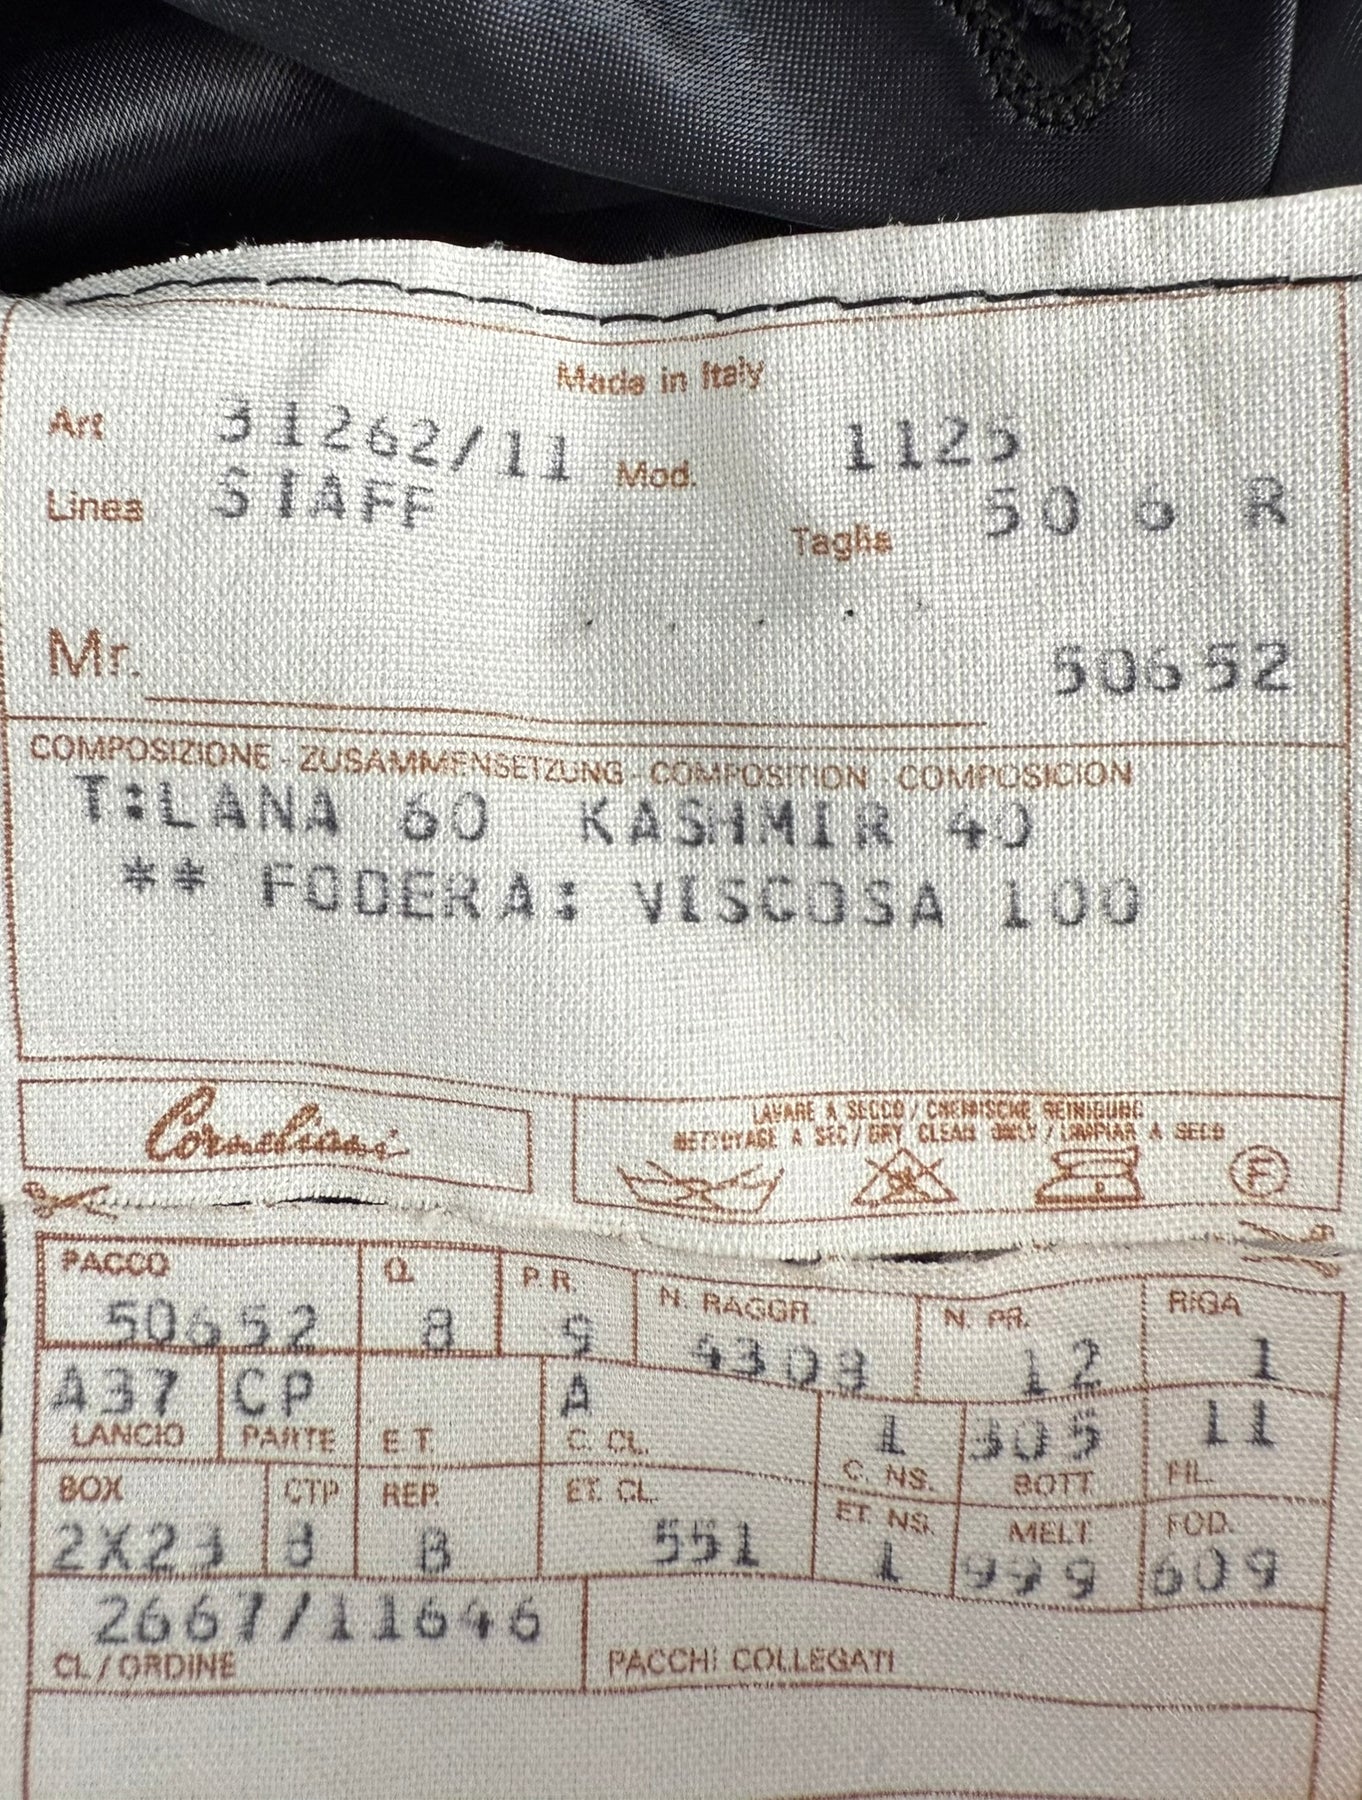 Made in Italy
Art 31262/11 Mod. 1125
Linea STAFF Taglia 50 6 R
Mr. 50652
COMPOSIZIONE - ZUSAMMENSETZUNG - COMPOSITION - COMPOSICION
T:LANA 60 KASHMIR 40
** FODERA: VISCOSA 100
Corneliani
LAVARE A SECCO / CHEMISCHE REINIGUNG
NETTOYAGE A SEC / DRY CLEAN ONLY / LIMPIAR A SECO
F
PACCO Q. P.R. N. RAGGR. N. PR. RIGA
50652 8 9 4308 12 1
A37 CP A 1 305 11
LANCIO PARTE E.T. C. CL. C. NS. BOTT. FIL.
BOX CTP REP. ET. CL. ET. NS. MELT. FOD.
2X23 8 B 551 1 999 609
2667/11646
CL/ORDINE PACCHI COLLEGATI